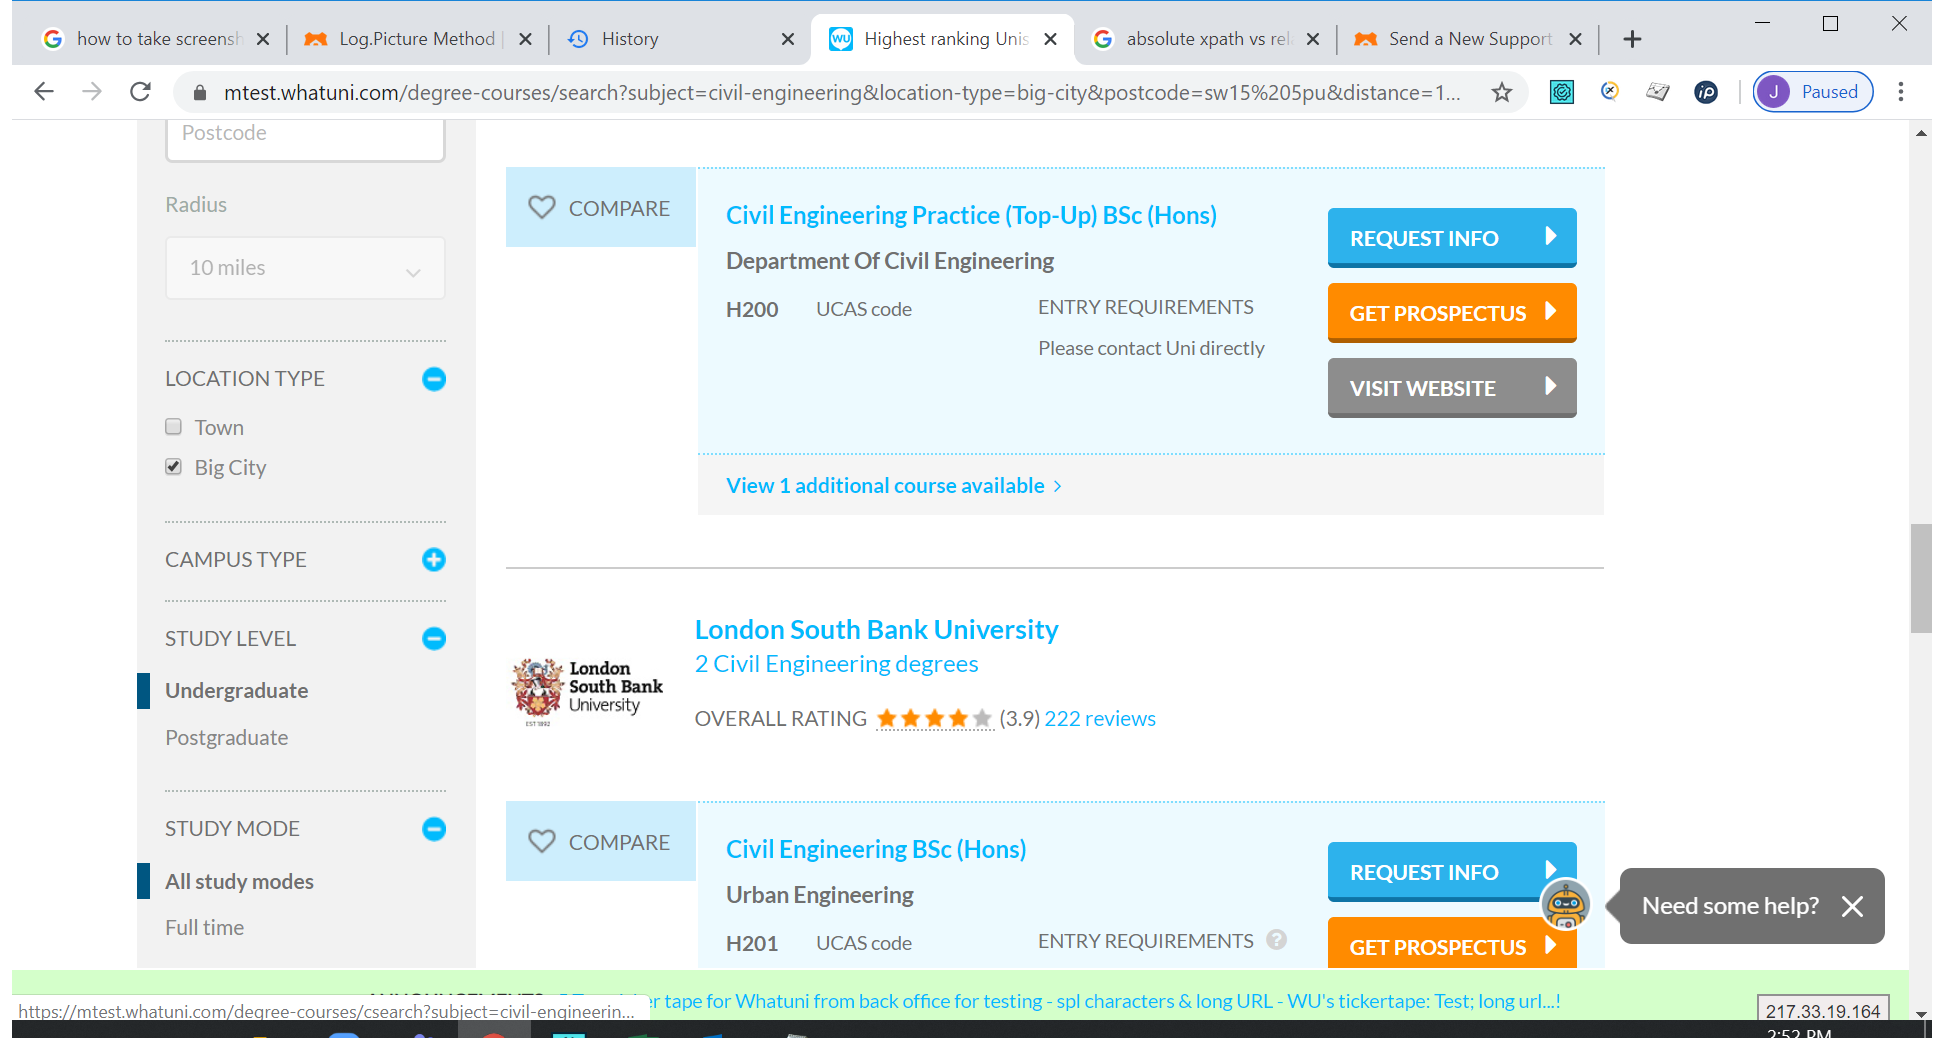 how to take screensh
Log.Picture Method
History
Highest ranking Unis
absolute xpath vs rel
Send a New Support
mtest.whatuni.com/degree-courses/search?subject=civil-engineering&location-type=big-city&postcode=sw15%205pu&distance=1...
J Paused
Postcode
Radius
10 miles
LOCATION TYPE
Town
Big City
CAMPUS TYPE
STUDY LEVEL
Undergraduate
Postgraduate
STUDY MODE
All study modes
Full time
COMPARE
Civil Engineering Practice (Top-Up) BSc (Hons)
Department Of Civil Engineering
H200 UCAS code
ENTRY REQUIREMENTS
Please contact Uni directly
REQUEST INFO
GET PROSPECTUS
VISIT WEBSITE
View 1 additional course available >
London
South Bank
University
EST 1892
London South Bank University
2 Civil Engineering degrees
OVERALL RATING (3.9) 222 reviews
COMPARE
Civil Engineering BSc (Hons)
Urban Engineering
H201 UCAS code
ENTRY REQUIREMENTS ?
REQUEST INFO
GET PROSPECTUS
Need some help?
er tape for Whatuni from back office for testing - spl characters & long URL - WU's tickertape: Test; long url...!
https://mtest.whatuni.com/degree-courses/csearch?subject=civil-engineerin...
217.33.19.164
2:52 PM